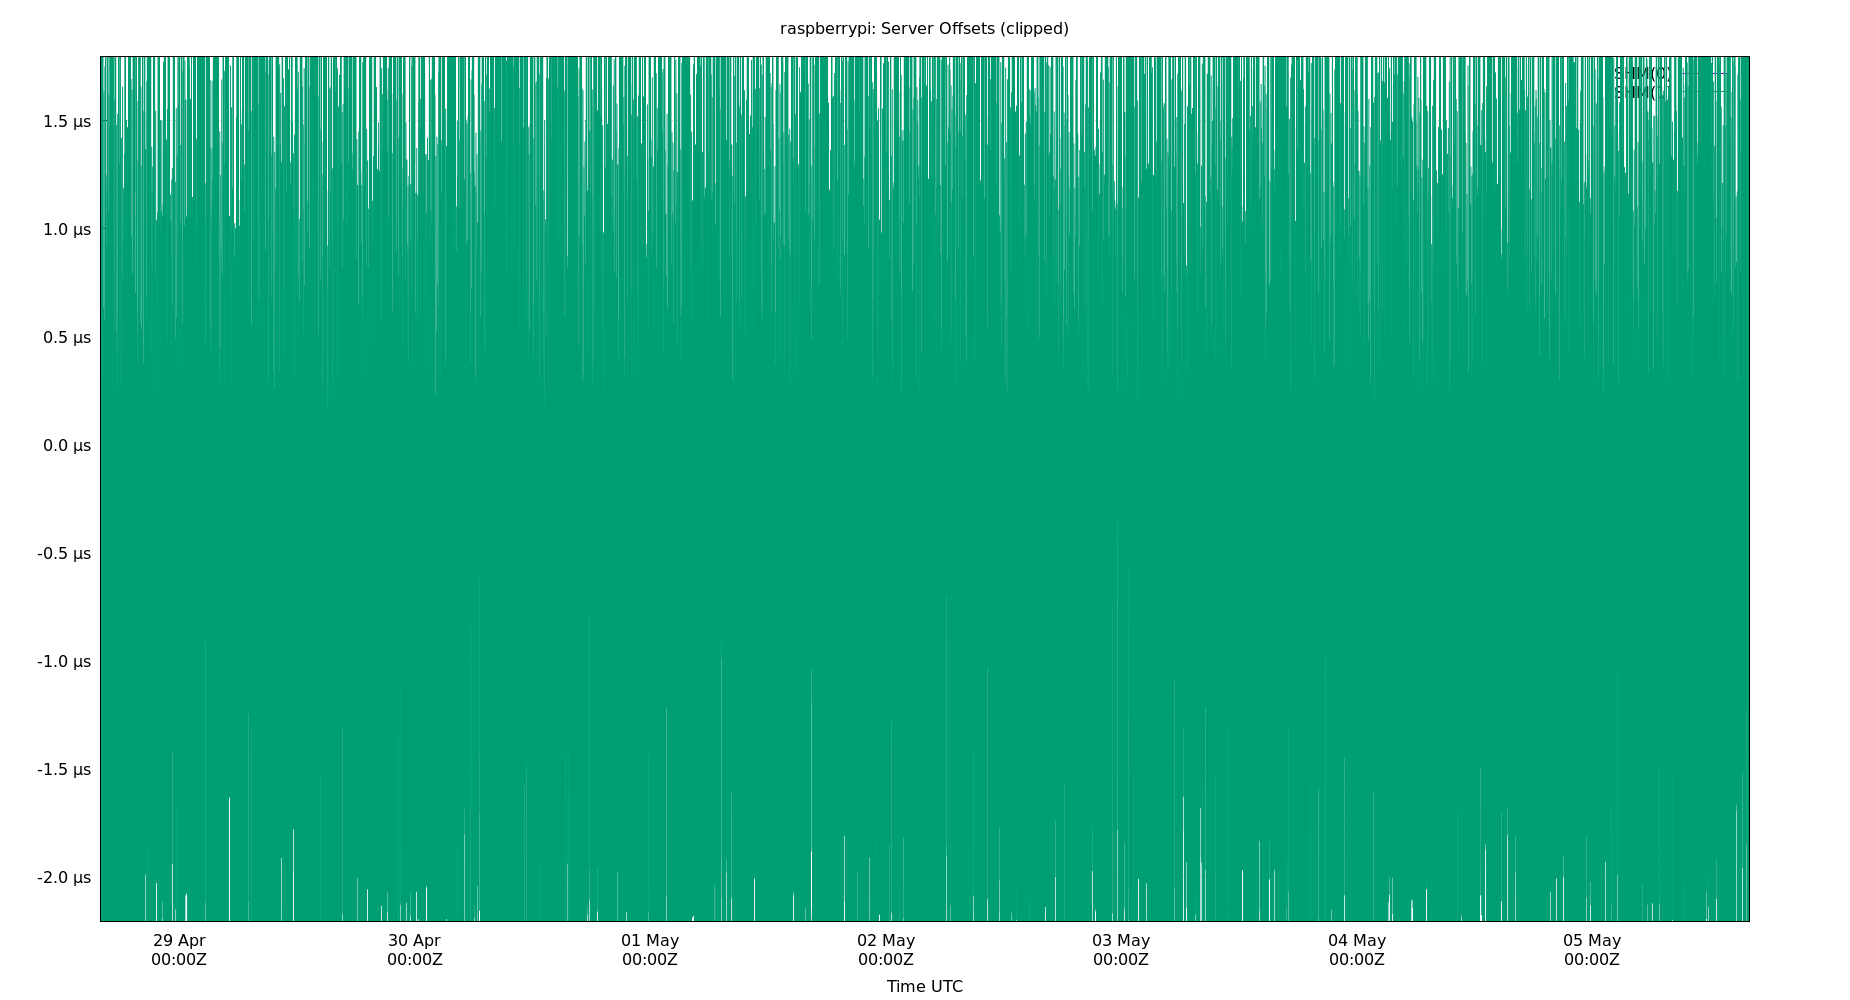 raspberrypi: Server Offsets (clipped)
SHM(0)
1.5 µs
1.0 µs
0.5 µs
0.0 µs
-0.5 µs
-1.0 µs
-1.5 µs
-2.0 µs
29 Apr 30 Apr 01 May 02 May 03 May 04 May 05 May
00:00Z 00:00Z 00:00Z 00:00Z 00:00Z 00:00Z 00:00Z
Time UTC